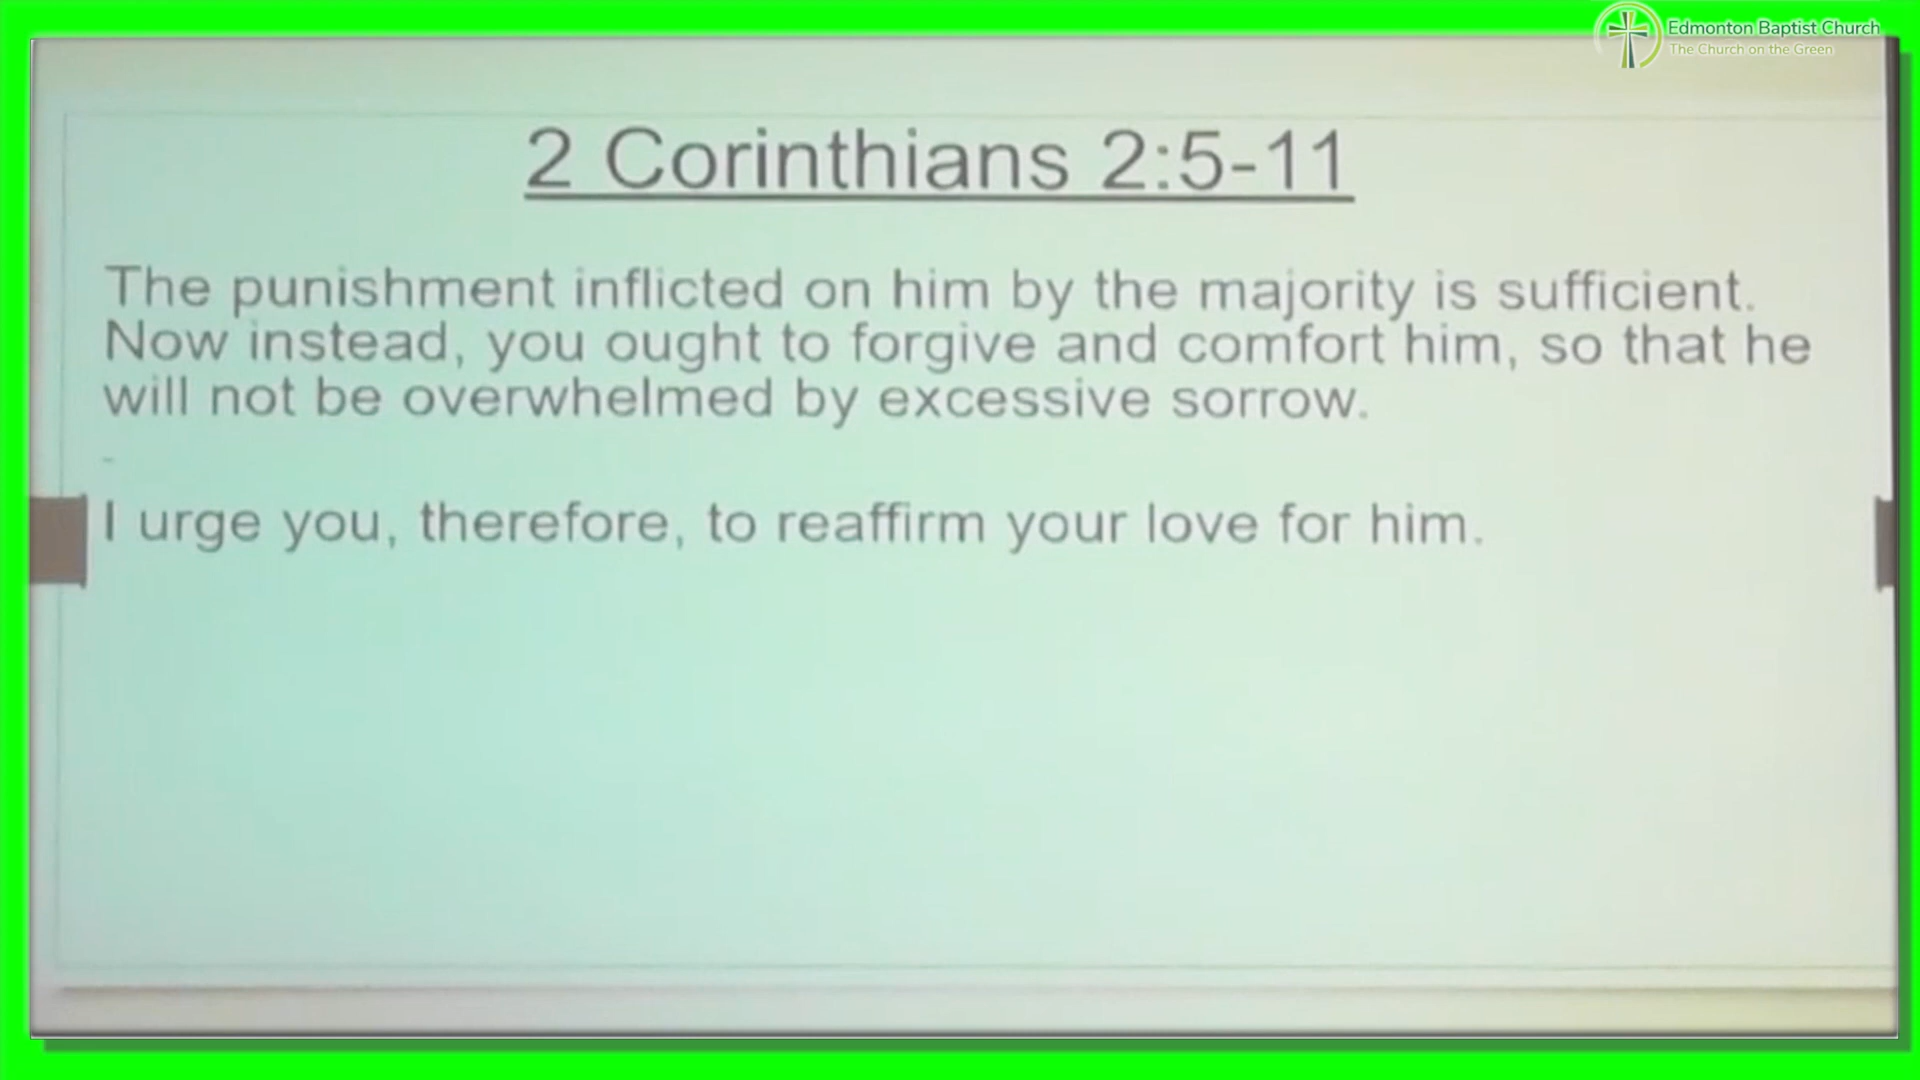 Edmonton Baptist Church
The Church on the Green
2 Corinthians 2:5-11
The punishment inflicted on him by the majority is sufficient.
Now instead, you ought to forgive and comfort him, so that he
will not be overwhelmed by excessive sorrow.
I urge you, therefore, to reaffirm your love for him.